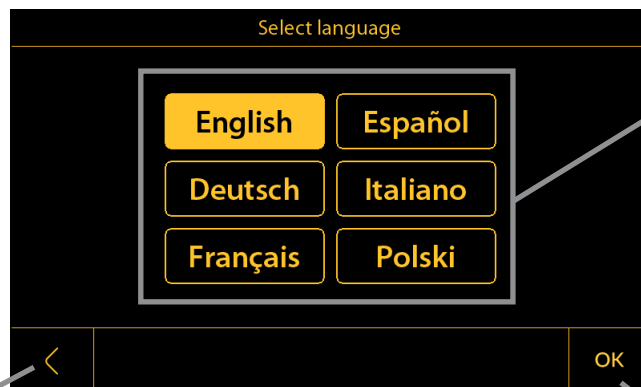 Select language
English Español
Deutsch Italiano
Français Polski
OK